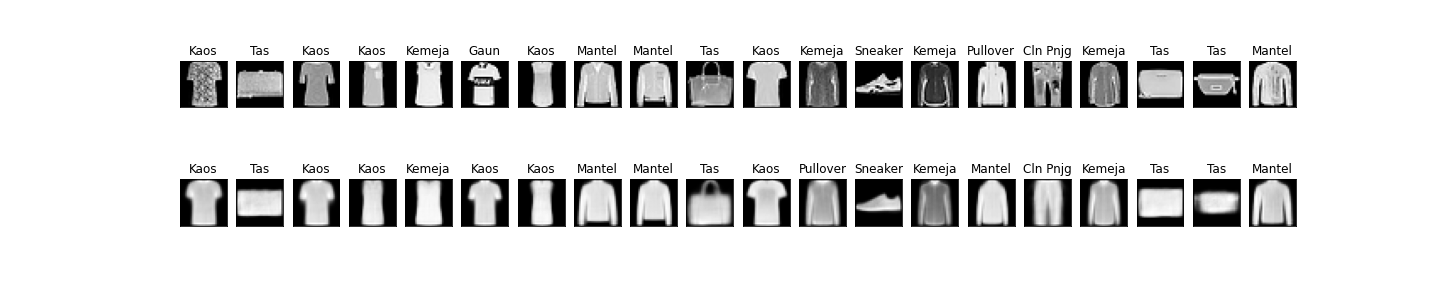 Kaos Tas Kaos Kaos Kemeja Gaun Kaos Mantel Mantel Tas Kaos Kemeja Sneaker Kemeja Pullover Cln Pnjg Kemeja Tas Tas Mantel
Kaos Tas Kaos Kaos Kemeja Kaos Kaos Mantel Mantel Tas Kaos Pullover Sneaker Kemeja Mantel Cln Pnjg Kemeja Tas Tas Mantel